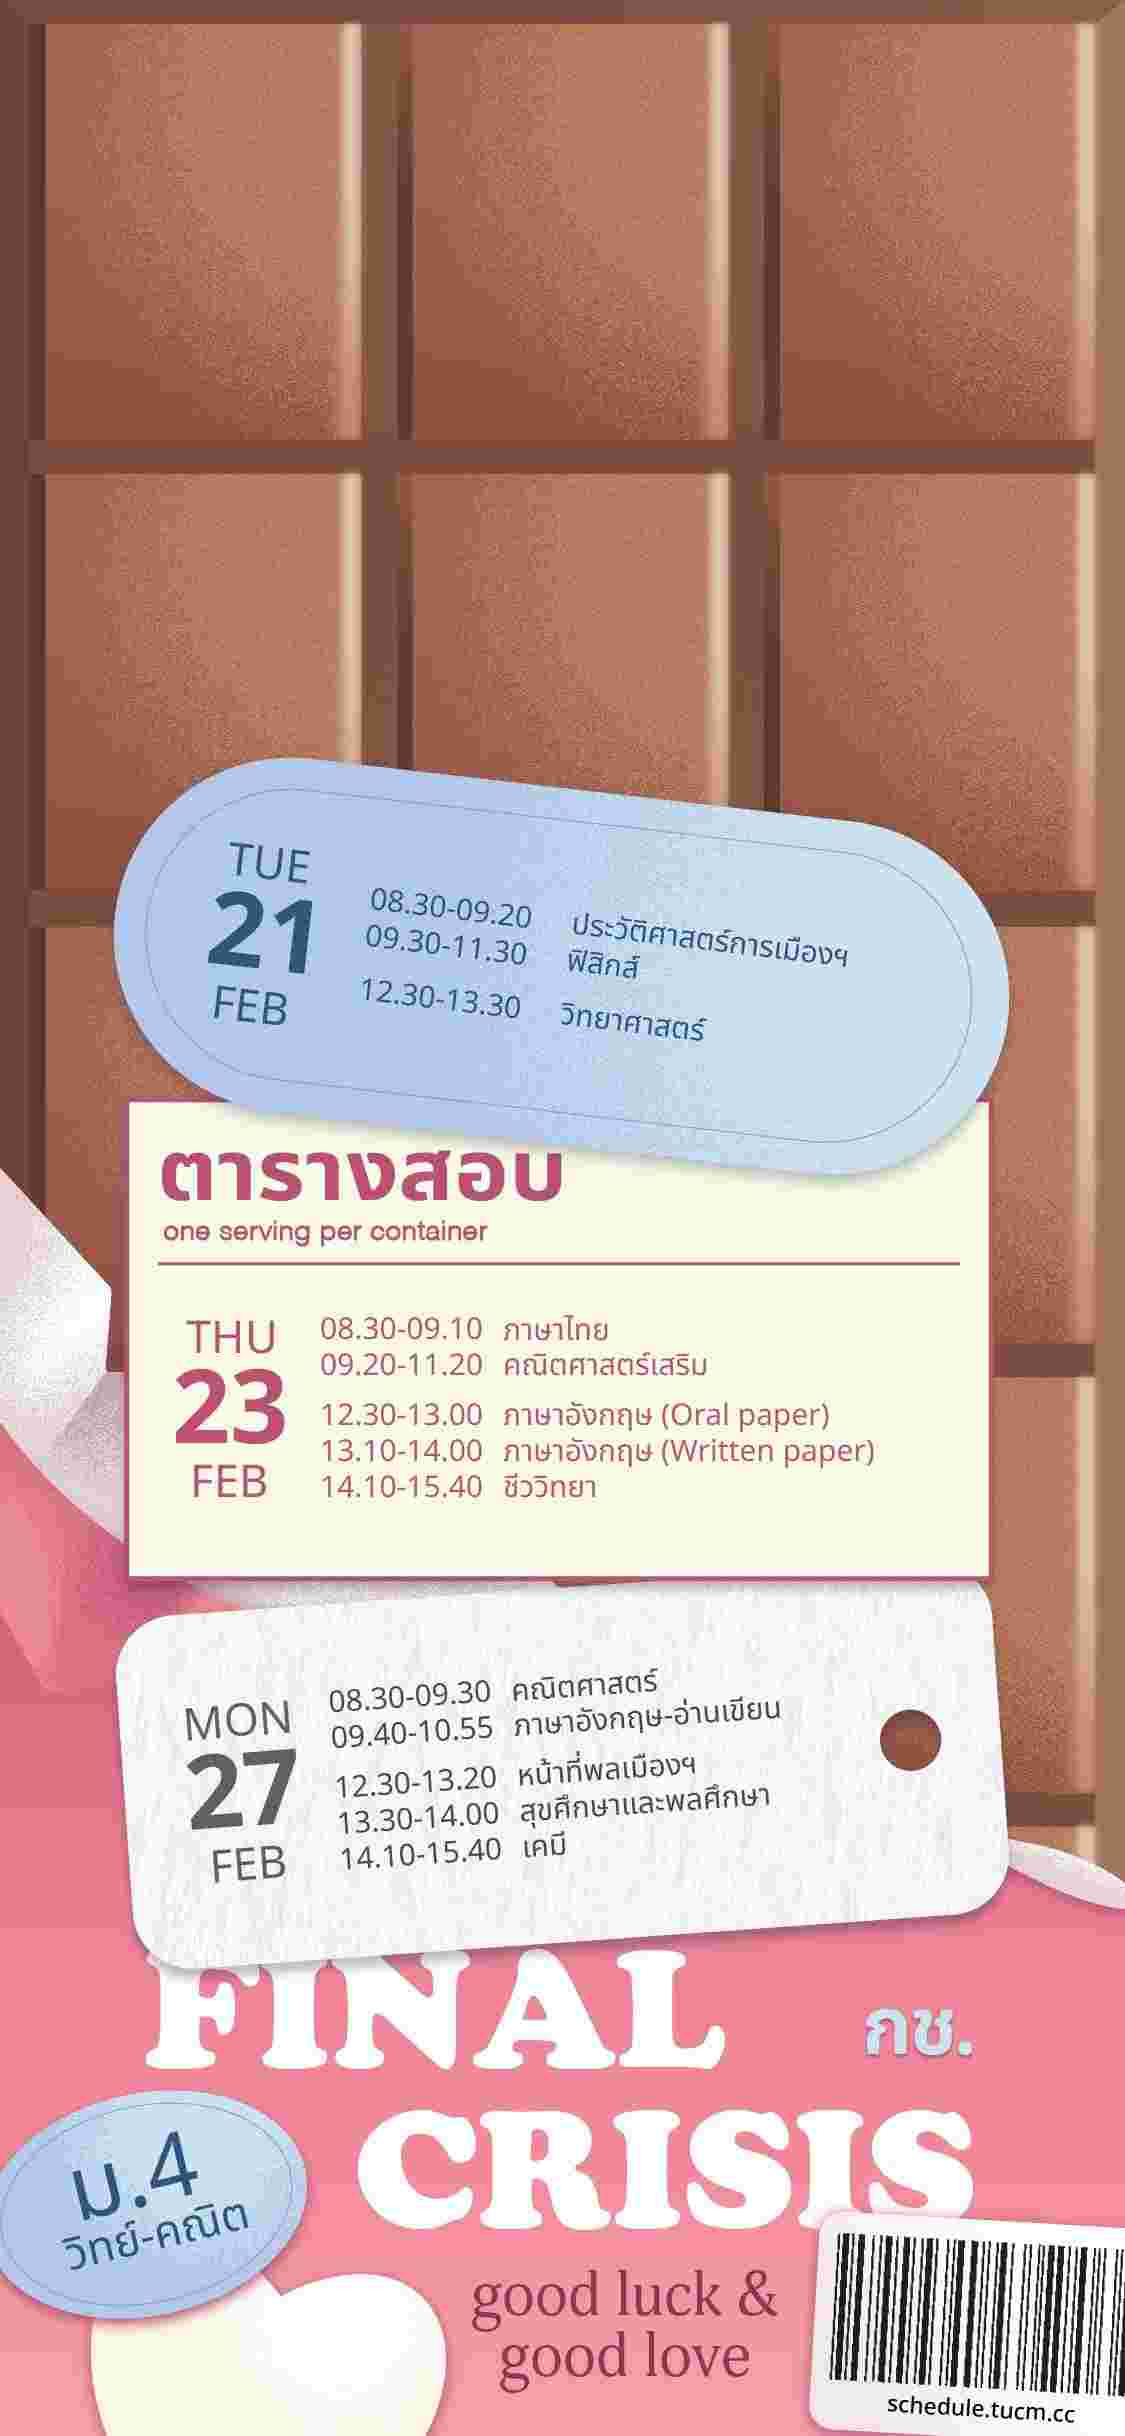 TUE
21
FEB
08.30-09.20 ประวัติศาสตร์การเมืองฯ
09.30-11.30 ฟิสิกส์
12.30-13.30 วิทยาศาสตร์
ตารางสอบ
one serving per container
THU
23
FEB
08.30-09.10 ภาษาไทย
09.20-11.20 คณิตศาสตร์เสริม
12.30-13.00 ภาษาอังกฤษ (Oral paper)
13.10-14.00 ภาษาอังกฤษ (Written paper)
14.10-15.40 ชีววิทยา
MON
27
FEB
08.30-09.30 คณิตศาสตร์
09.40-10.55 ภาษาอังกฤษ-อ่านเขียน
12.30-13.20 หน้าที่พลเมืองฯ
13.30-14.00 สุขศึกษาและพลศึกษา
14.10-15.40 เคมี
FINAL
กช.
CRISIS
ม.4
วิทย์-คณิต
good luck &
good love
schedule.tucm.cc